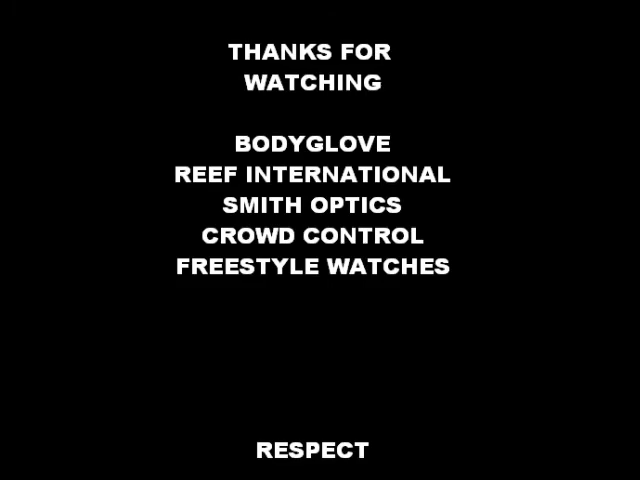 THANKS FOR
WATCHING
BODYGLOVE
REEF INTERNATIONAL
SMITH OPTICS
CROWD CONTROL
FREESTYLE WATCHES
RESPECT